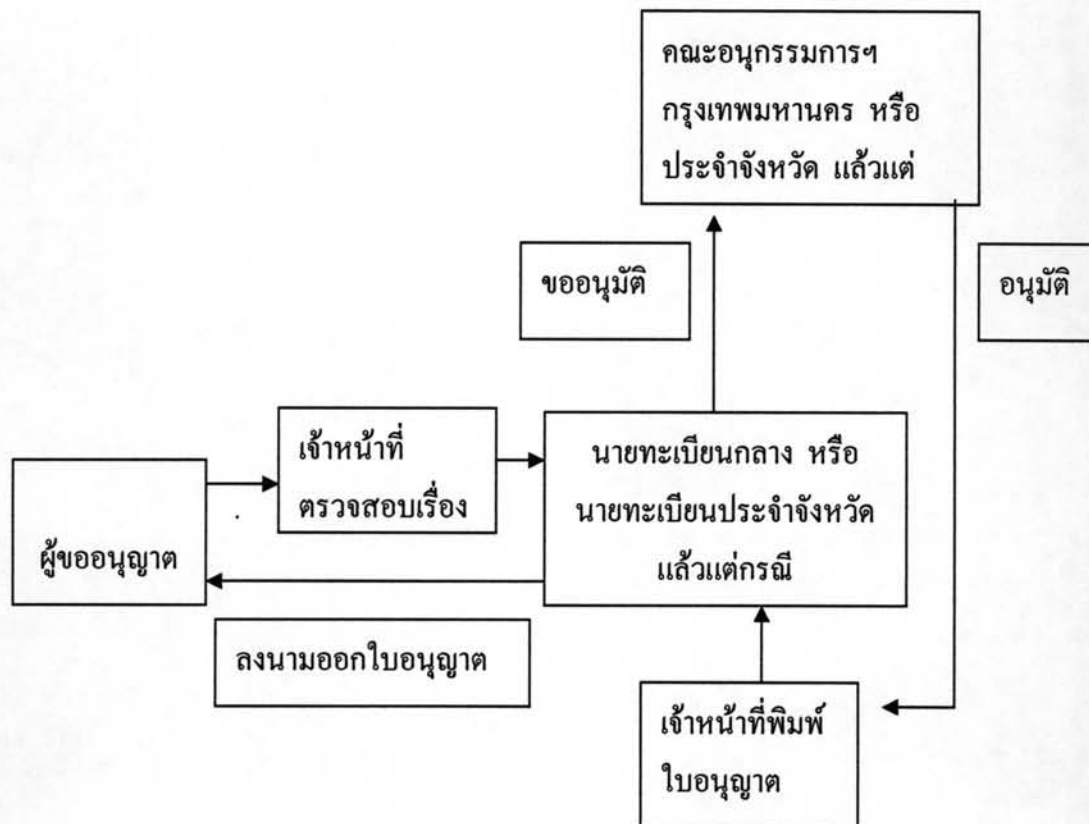 คณะอนุกรรมการฯ
กรุงเทพมหานคร หรือ
ประจำจังหวัด แล้วแต่
ขออนุมัติ
อนุมัติ
เจ้าหน้าที่
ตรวจสอบเรื่อง
นายทะเบียนกลาง หรือ
นายทะเบียนประจำจังหวัด
แล้วแต่กรณี
ผู้ขออนุญาต
ลงนามออกใบอนุญาต
เจ้าหน้าที่พิมพ์
ใบอนุญาต